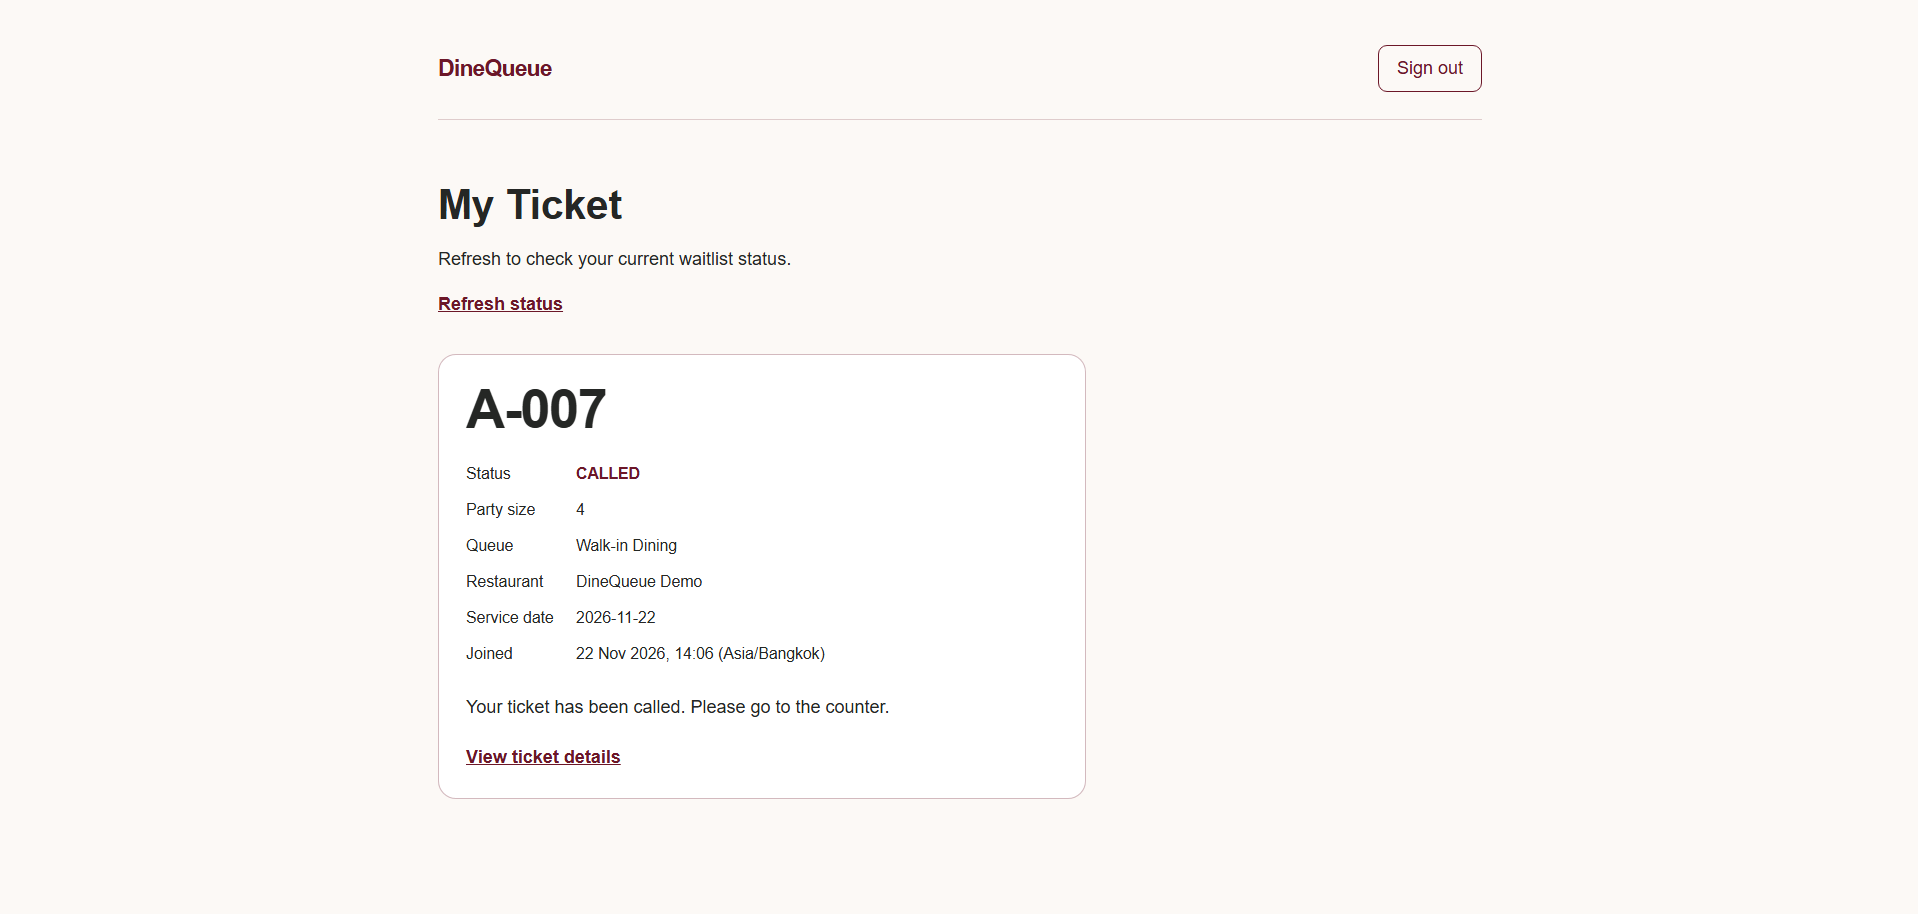 DineQueue
Sign out
My Ticket
Refresh to check your current waitlist status.
Refresh status
A-007
Status CALLED
Party size 4
Queue Walk-in Dining
Restaurant DineQueue Demo
Service date 2026-11-22
Joined 22 Nov 2026, 14:06 (Asia/Bangkok)
Your ticket has been called. Please go to the counter.
View ticket details